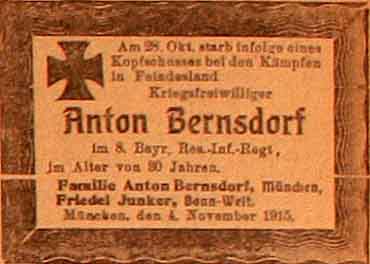 Am 28. Okt. starb infolge eines
Kopfschusses bei den Kämpfen
in Feindesland
Kriegsfreiwilliger
Anton Bernsdorf
im 8. Bayr. Res.-Inf.-Regt,
im Alter von 30 Jahren.
Familie Anton Bernsdorf, München,
Friedel Junker, Bonn-Welt.
München, den 4. November 1915.